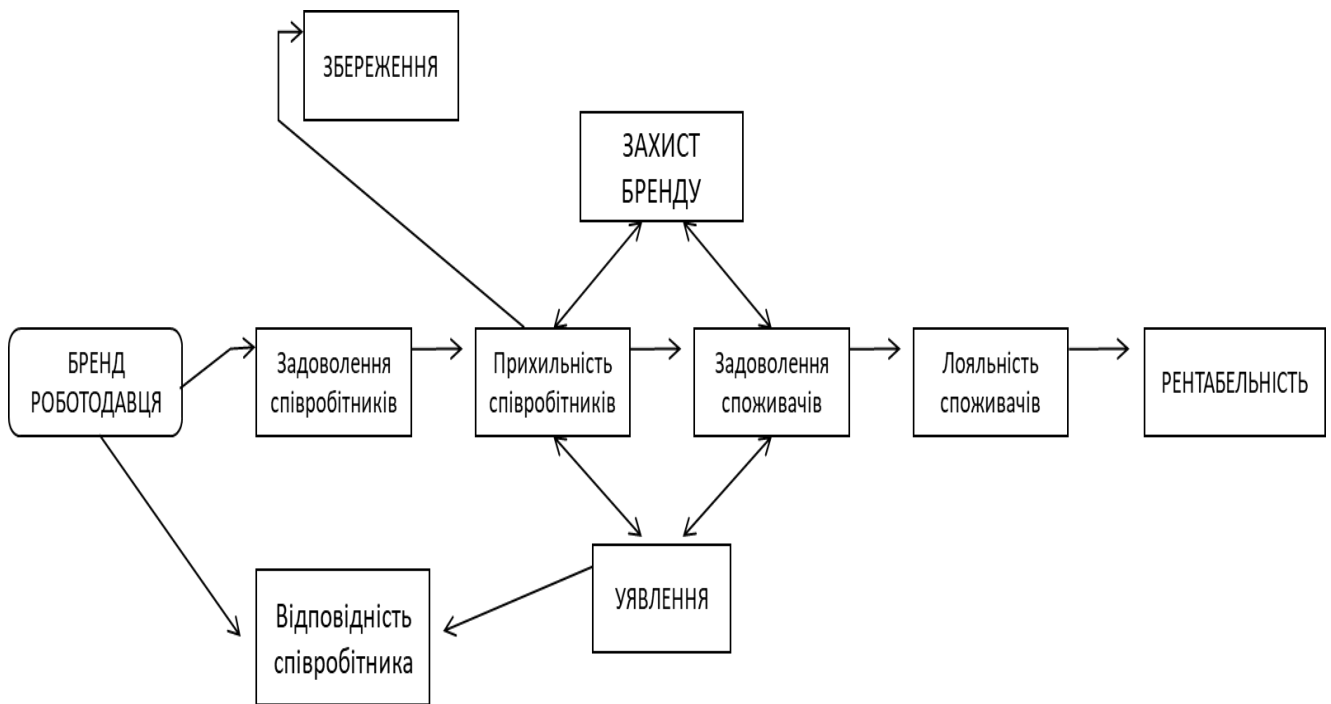 ЗБЕРЕЖЕННЯ
ЗАХИСТ
БРЕНДУ
БРЕНД
РОБОТОДАВЦЯ
Задоволення
співробітників
Прихильність
співробітників
Задоволення
споживачів
Лояльність
споживачів
РЕНТАБЕЛЬНІСТЬ
Відповідність
співробітника
УЯВЛЕННЯ